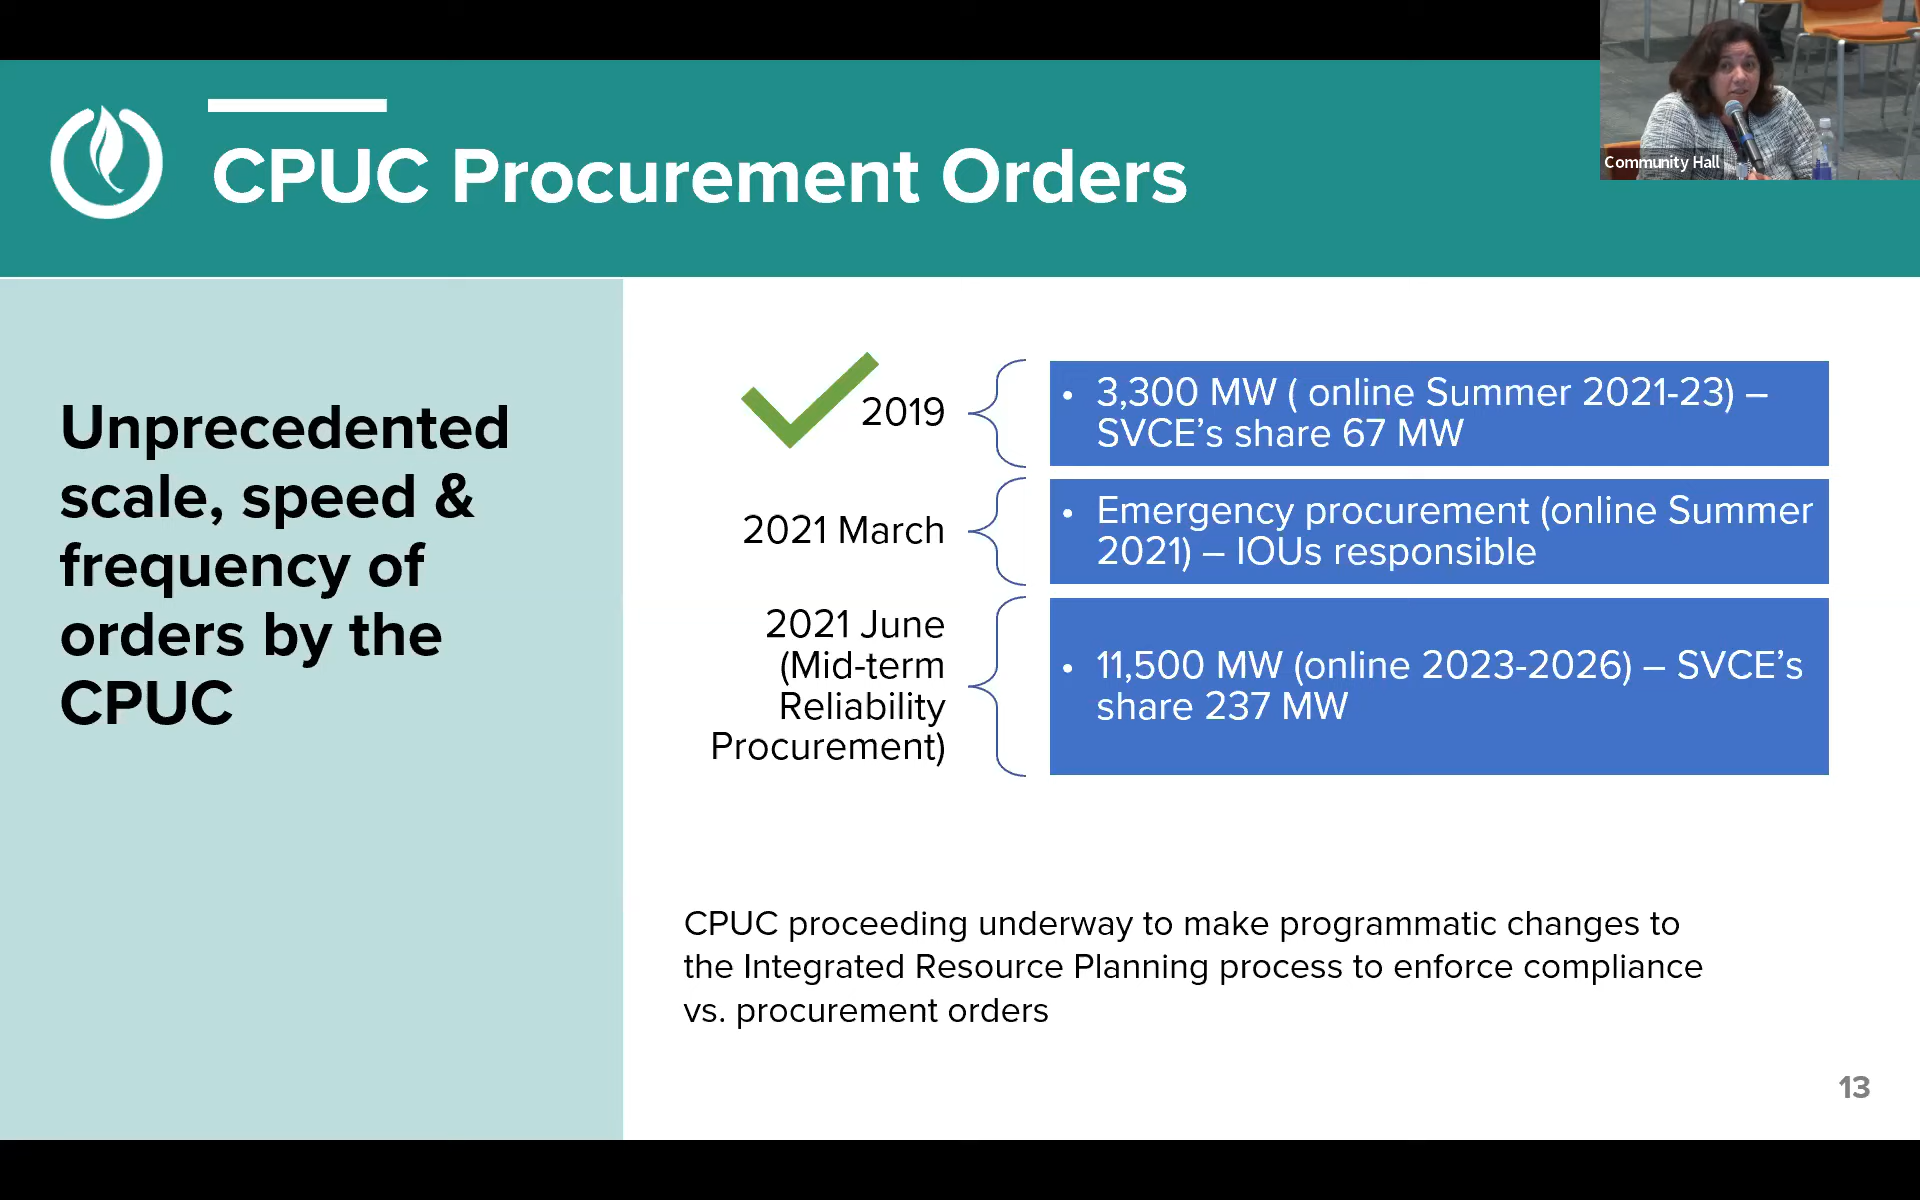 Community Hall
CPUC Procurement Orders
Unprecedented
scale, speed &
frequency of
orders by the
CPUC
2019
• 3,300 MW ( online Summer 2021-23) –
SVCE’s share 67 MW
2021 March
• Emergency procurement (online Summer
2021) – IOUs responsible
2021 June
(Mid-term
Reliability
Procurement)
• 11,500 MW (online 2023-2026) – SVCE’s
share 237 MW
CPUC proceeding underway to make programmatic changes to
the Integrated Resource Planning process to enforce compliance
vs. procurement orders
13